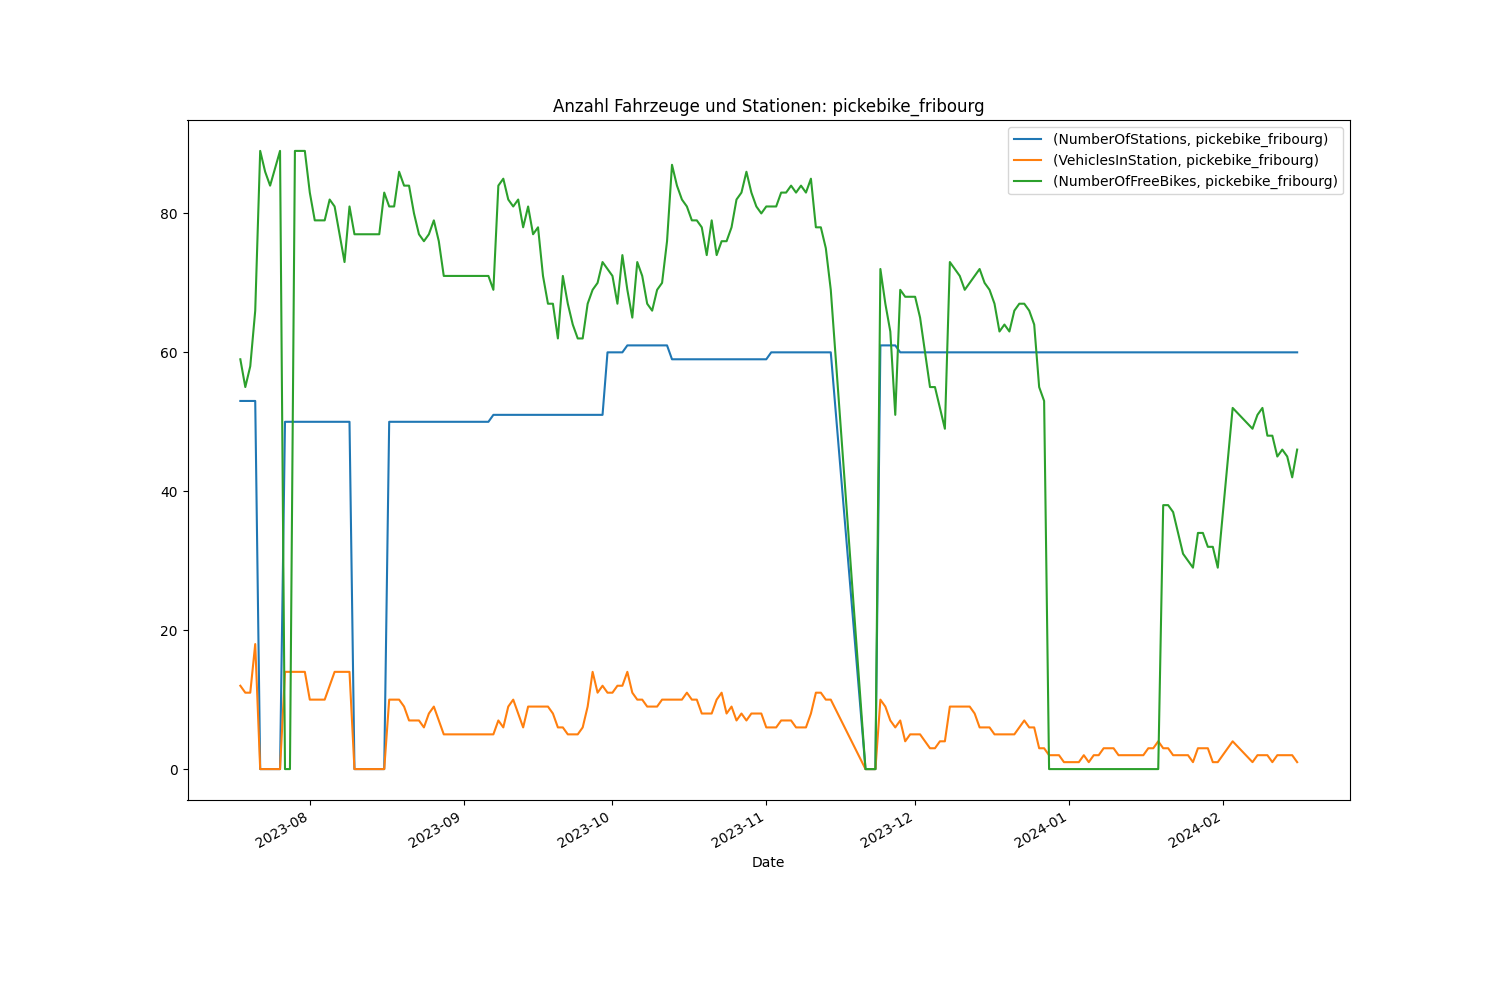 Anzahl Fahrzeuge und Stationen: pickebike_fribourg
(NumberOfStations, pickebike_fribourg)
(VehiclesInStation, pickebike_fribourg)
(NumberOfFreeBikes, pickebike_fribourg)
80
60
40
20
0
2023-08
2023-09
2023-10
2023-11
2023-12
2024-01
2024-02
Date